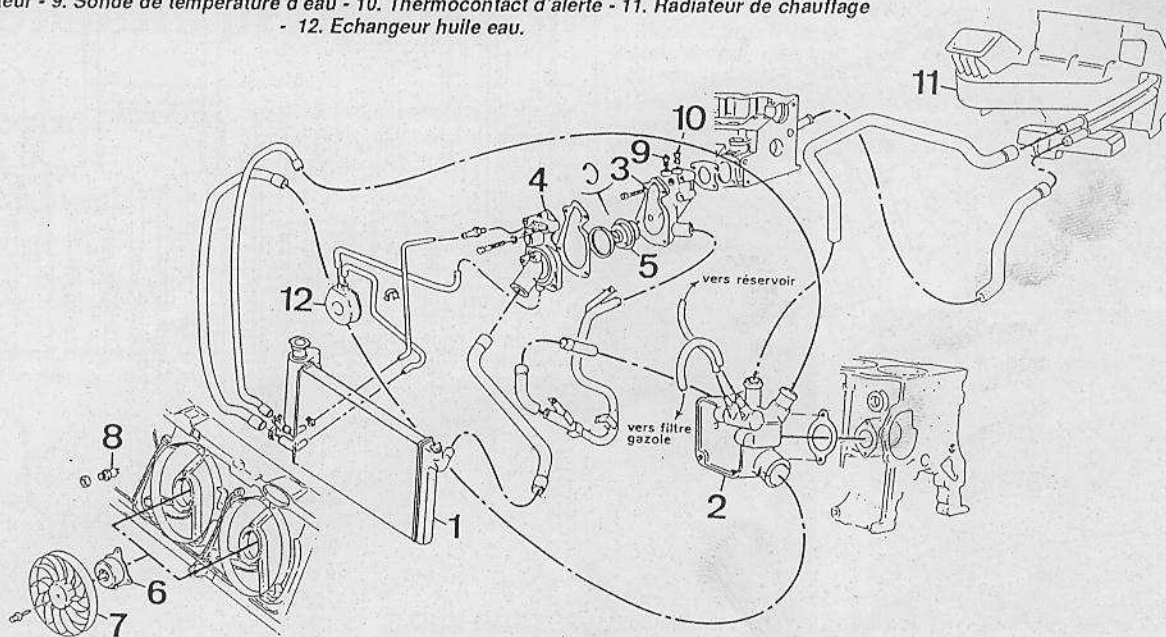 eur - 9. Sonde de température d'eau - 10. Thermocontact d'alerte - 11. Radiateur de chauffage
- 12. Echangeur huile eau.
11
10
9
3
4
5
vers réservoir
12
vers filtre
gazole
8
2
1
6
7